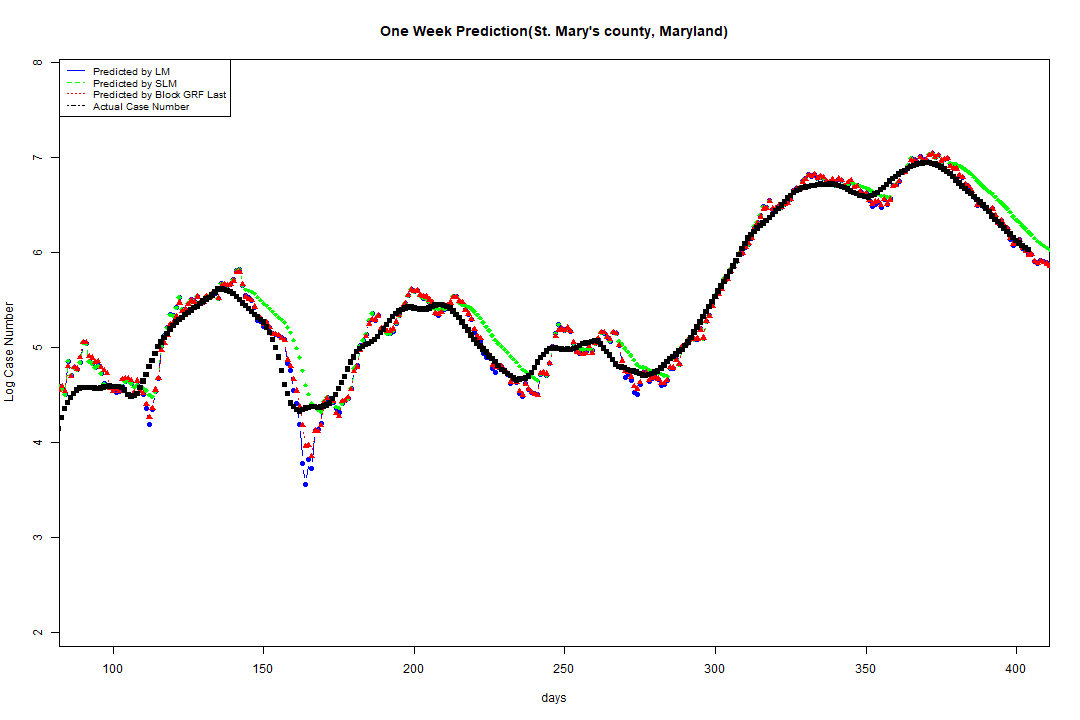 One Week Prediction(St. Mary's county, Maryland)
Predicted by LM
Predicted by SLM
Predicted by Block GRF Last
Actual Case Number
8
7
6
5
4
3
2
Log Case Number
100 150 200 250 300 350 400
days